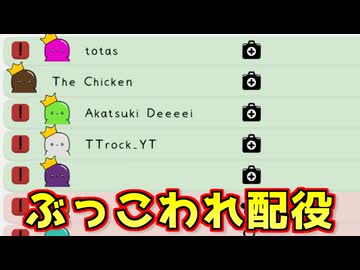 totas
The Chicken
Akatsuki Deeeei
TTrock_YT
ぶっこわれ配役